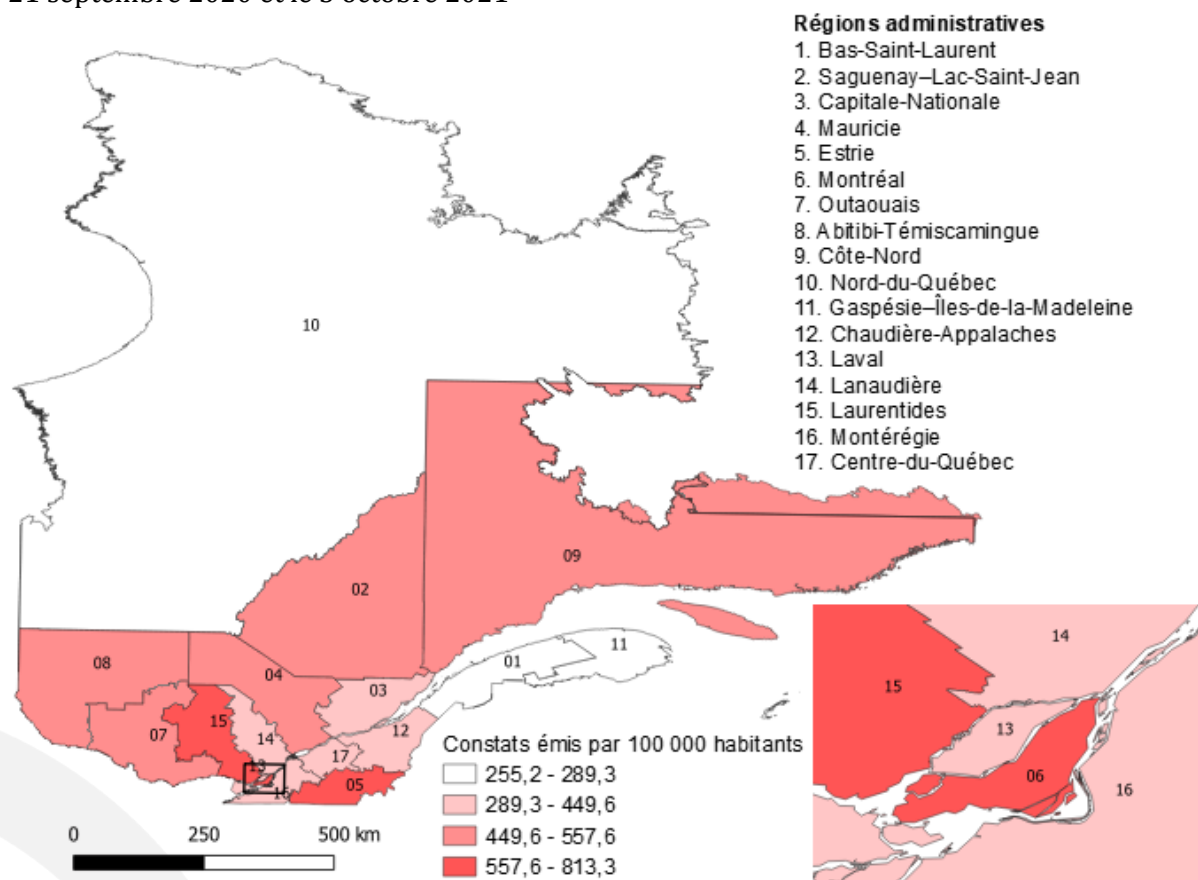 21 septembre 2020 et le 3 octobre 2021
Régions administratives
1. Bas-Saint-Laurent
2. Saguenay–Lac-Saint-Jean
3. Capitale-Nationale
4. Mauricie
5. Estrie
6. Montréal
7. Outaouais
8. Abitibi-Témiscamingue
9. Côte-Nord
10. Nord-du-Québec
11. Gaspésie–Îles-de-la-Madeleine
12. Chaudière-Appalaches
13. Laval
14. Lanaudière
15. Laurentides
16. Montérégie
17. Centre-du-Québec
10
09
02
11
01
08
04
03
15
07
14
12
17
13
05
16
Constats émis par 100 000 habitants
255,2 - 289,3
289,3 - 449,6
449,6 - 557,6
557,6 - 813,3
0 250 500 km
14
15
13
06
16